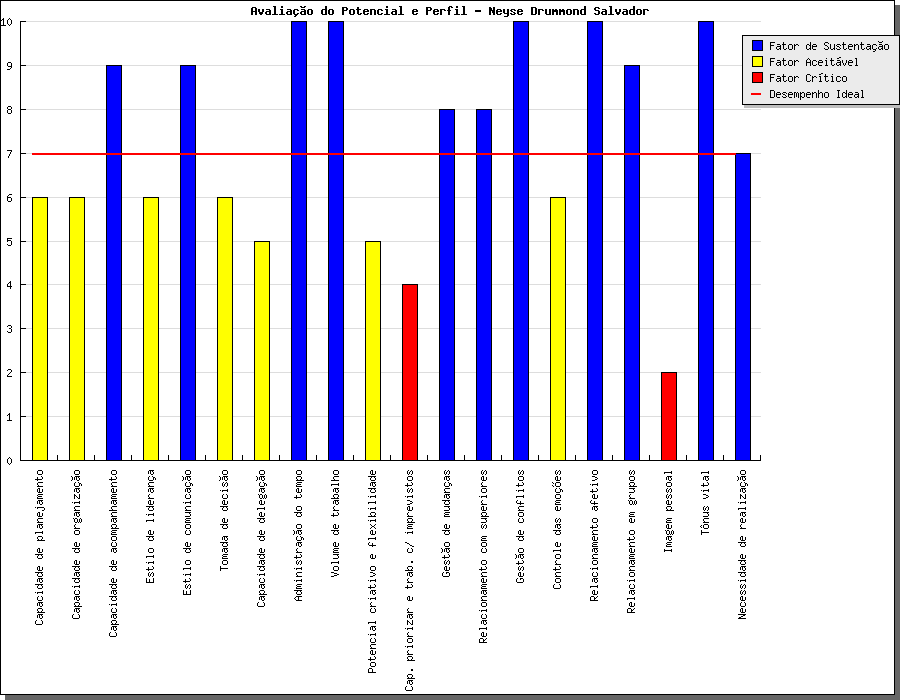 Avaliação do Potencial e Perfil - Neyse Drummond Salvador
Fator de Sustentação
Fator Aceitável
Fator Crítico
Desempenho Ideal
10
9
8
7
6
5
4
3
2
1
0
Capacidade de planejamento
Capacidade de organização
Capacidade de acompanhamento
Estilo de liderança
Estilo de comunicação
Tomada de decisão
Capacidade de delegação
Administração do tempo
Volume de trabalho
Potencial criativo e flexibilidade
Cap. priorizar e trab. c/ imprevistos
Gestão de mudanças
Relacionamento com superiores
Gestão de conflitos
Controle das emoções
Relacionamento afetivo
Relacionamento em grupos
Imagem pessoal
Tônus vital
Necessidade de realização